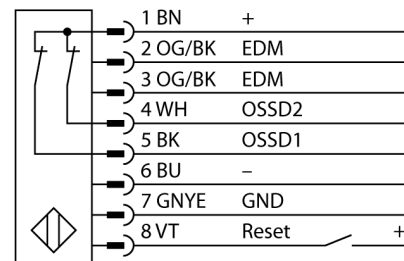 1 BN +
2 OG/BK EDM
3 OG/BK EDM
4 WH OSSD2
5 BK OSSD1
6 BU –
7 GNYE GND
8 VT Reset +